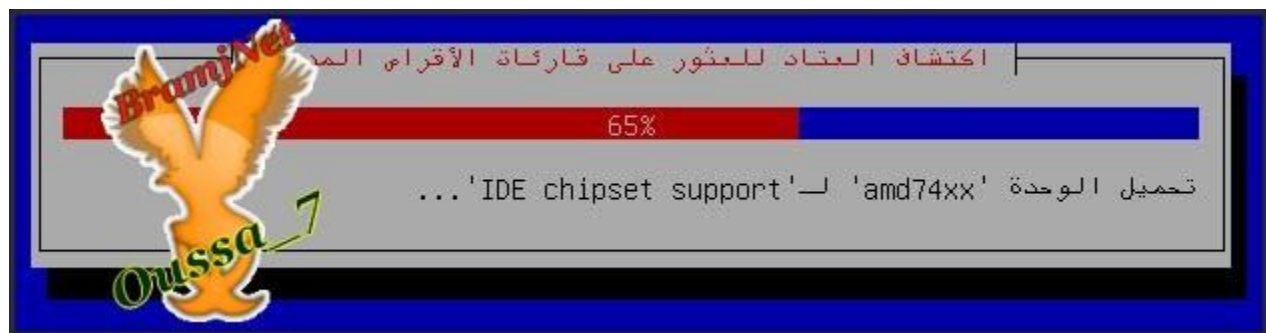 اكتشاف العتاد للعثور على قارئات الأقراص
65%
تحميل الوحدة 'amd74xx' لـ'IDE chipset support'...
BramjNet
Oussa_7